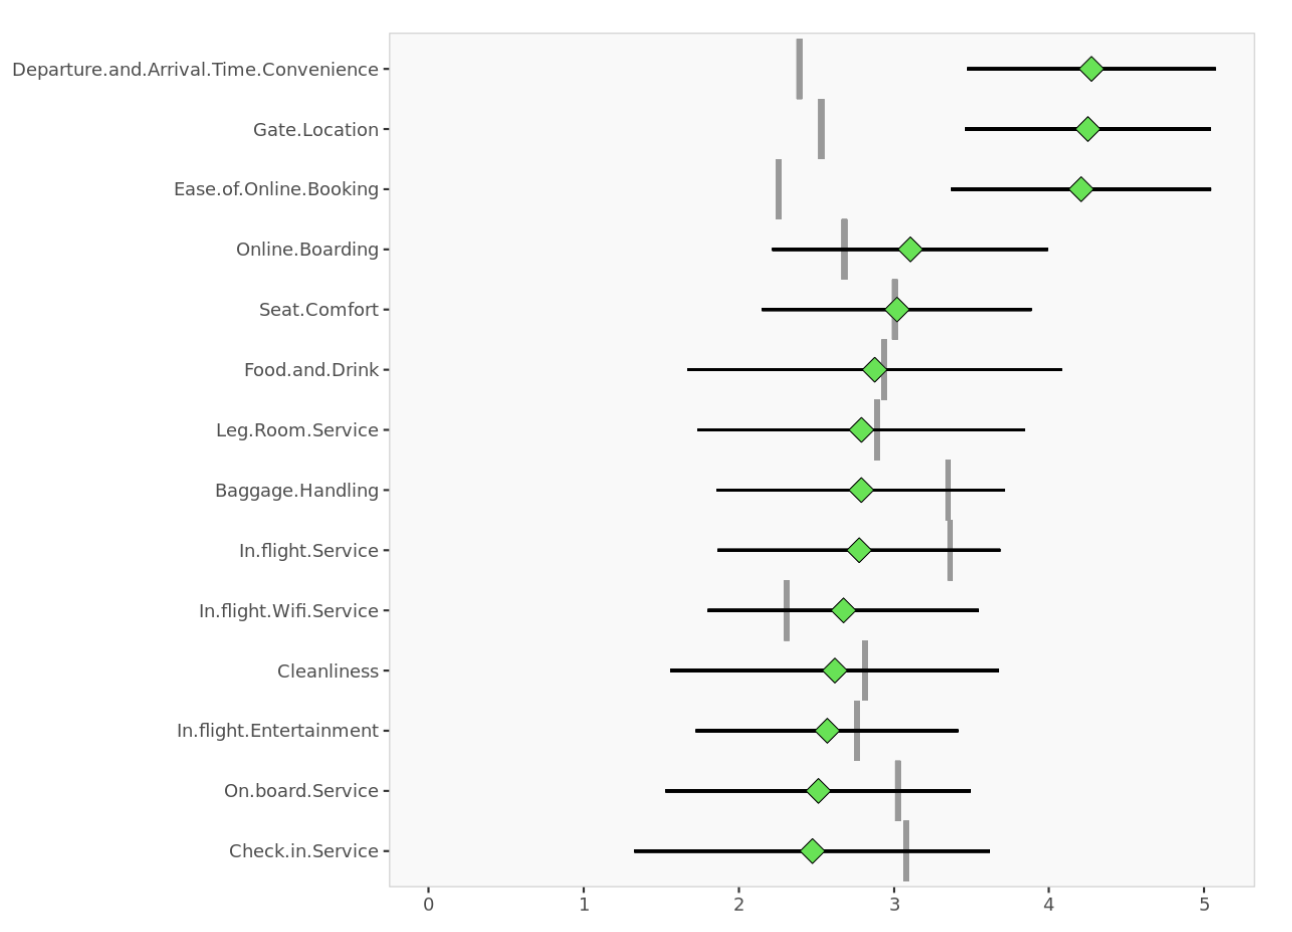 Departure.and.Arrival.Time.Convenience
Gate.Location
Ease.of.Online.Booking
Online.Boarding
Seat.Comfort
Food.and.Drink
Leg.Room.Service
Baggage.Handling
In.flight.Service
In.flight.Wifi.Service
Cleanliness
In.flight.Entertainment
On.board.Service
Check.in.Service
0 1 2 3 4 5